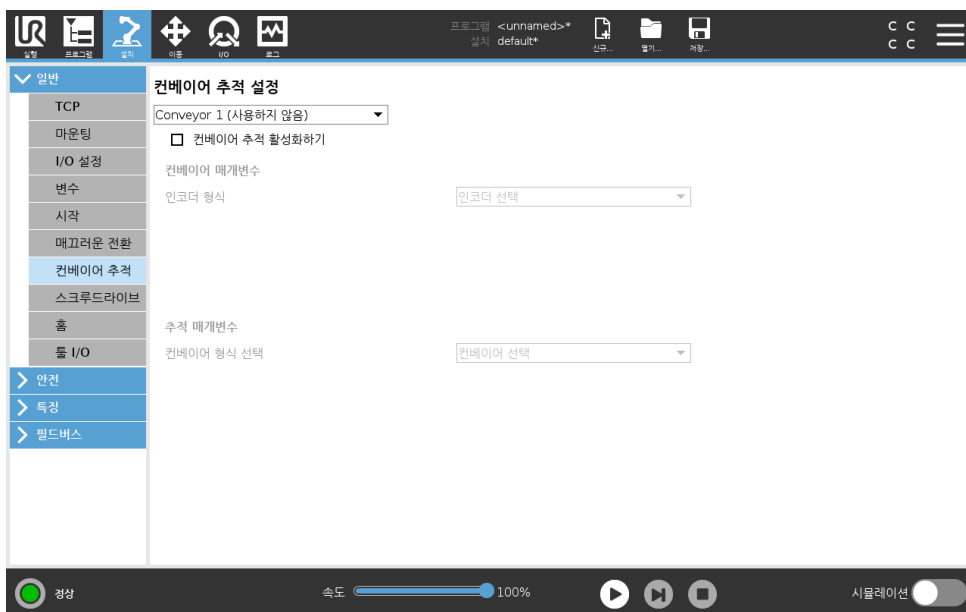 프로그램 <unnamed>*
설치 default*
C C
C C
실행
프로그램
설치
이동
I/O
로그
신규...
열기...
저장...
일반
TCP
마운팅
I/O 설정
변수
시작
매끄러운 전환
컨베이어 추적
스크루드라이브
홈
툴 I/O
안전
특징
필드버스
컨베이어 추적 설정
Conveyor 1 (사용하지 않음)
컨베이어 추적 활성화하기
컨베이어 매개변수
인코더 형식
인코더 선택
추적 매개변수
컨베이어 형식 선택
컨베이어 선택
정상
속도
100%
시뮬레이션